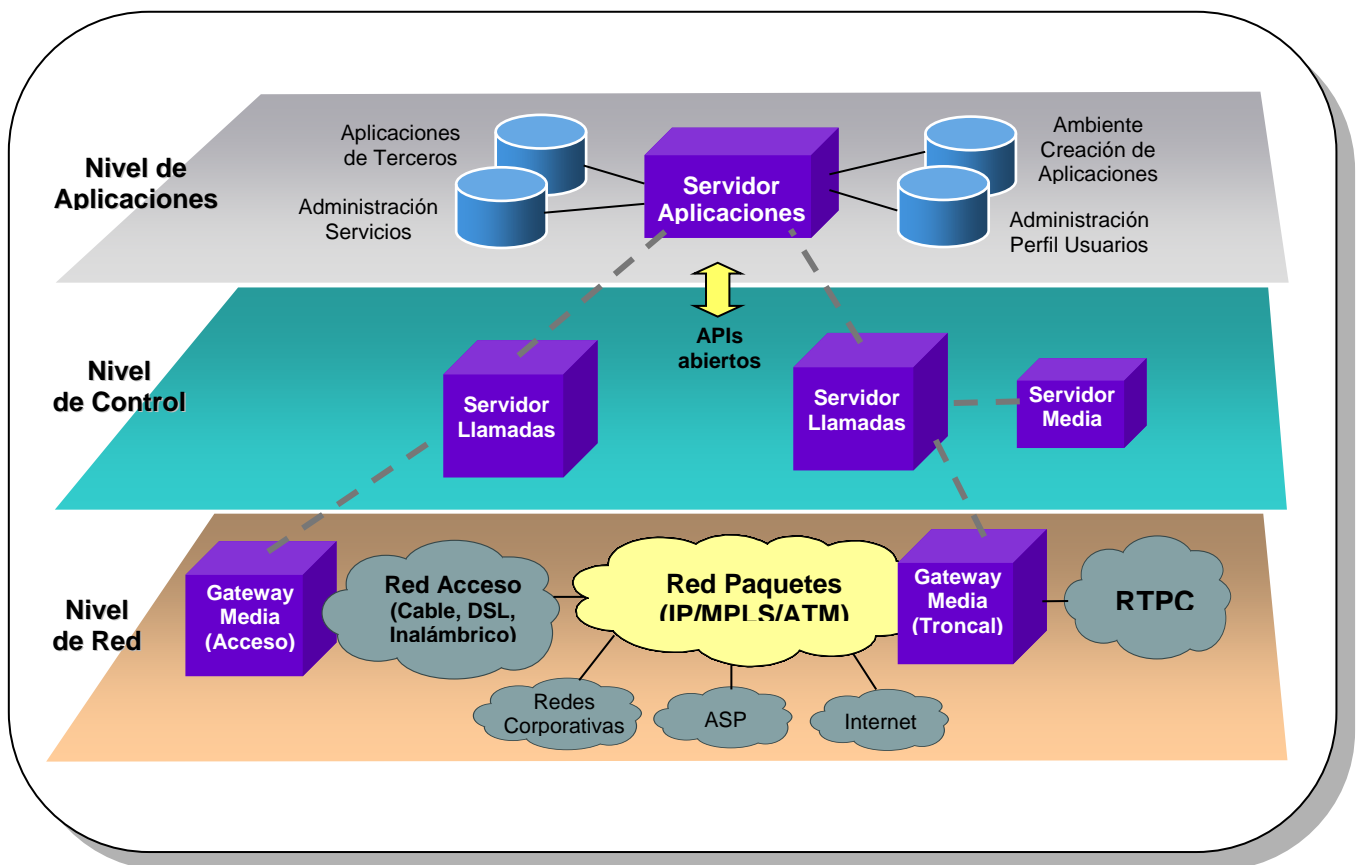 Nivel de
Aplicaciones
Aplicaciones
de Terceros
Administración
Servicios
Servidor
Aplicaciones
Ambiente
Creación de
Aplicaciones
Administración
Perfil Usuarios
APIs
abiertos
Nivel
de Control
Servidor
Llamadas
Servidor
Llamadas
Servidor
Media
Nivel
de Red
Gateway
Media
(Acceso)
Red Acceso
(Cable, DSL,
Inalámbrico)
Red Paquetes
(IP/MPLS/ATM)
Gateway
Media
(Troncal)
RTPC
Redes
Corporativas
ASP
Internet